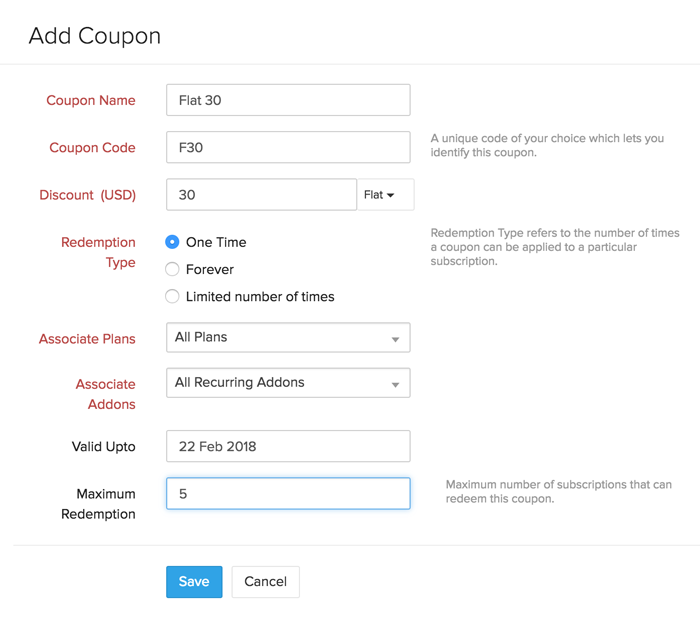 Add Coupon
Coupon Name
Flat 30
Coupon Code
F30
A unique code of your choice which lets you
identify this coupon.
Discount (USD)
30
Flat
Redemption
Type
One Time
Forever
Limited number of times
Redemption Type refers to the number of times
a coupon can be applied to a particular
subscription.
Associate Plans
All Plans
Associate
Addons
All Recurring Addons
Valid Upto
22 Feb 2018
Maximum
Redemption
5
Maximum number of subscriptions that can
redeem this coupon.
Save
Cancel